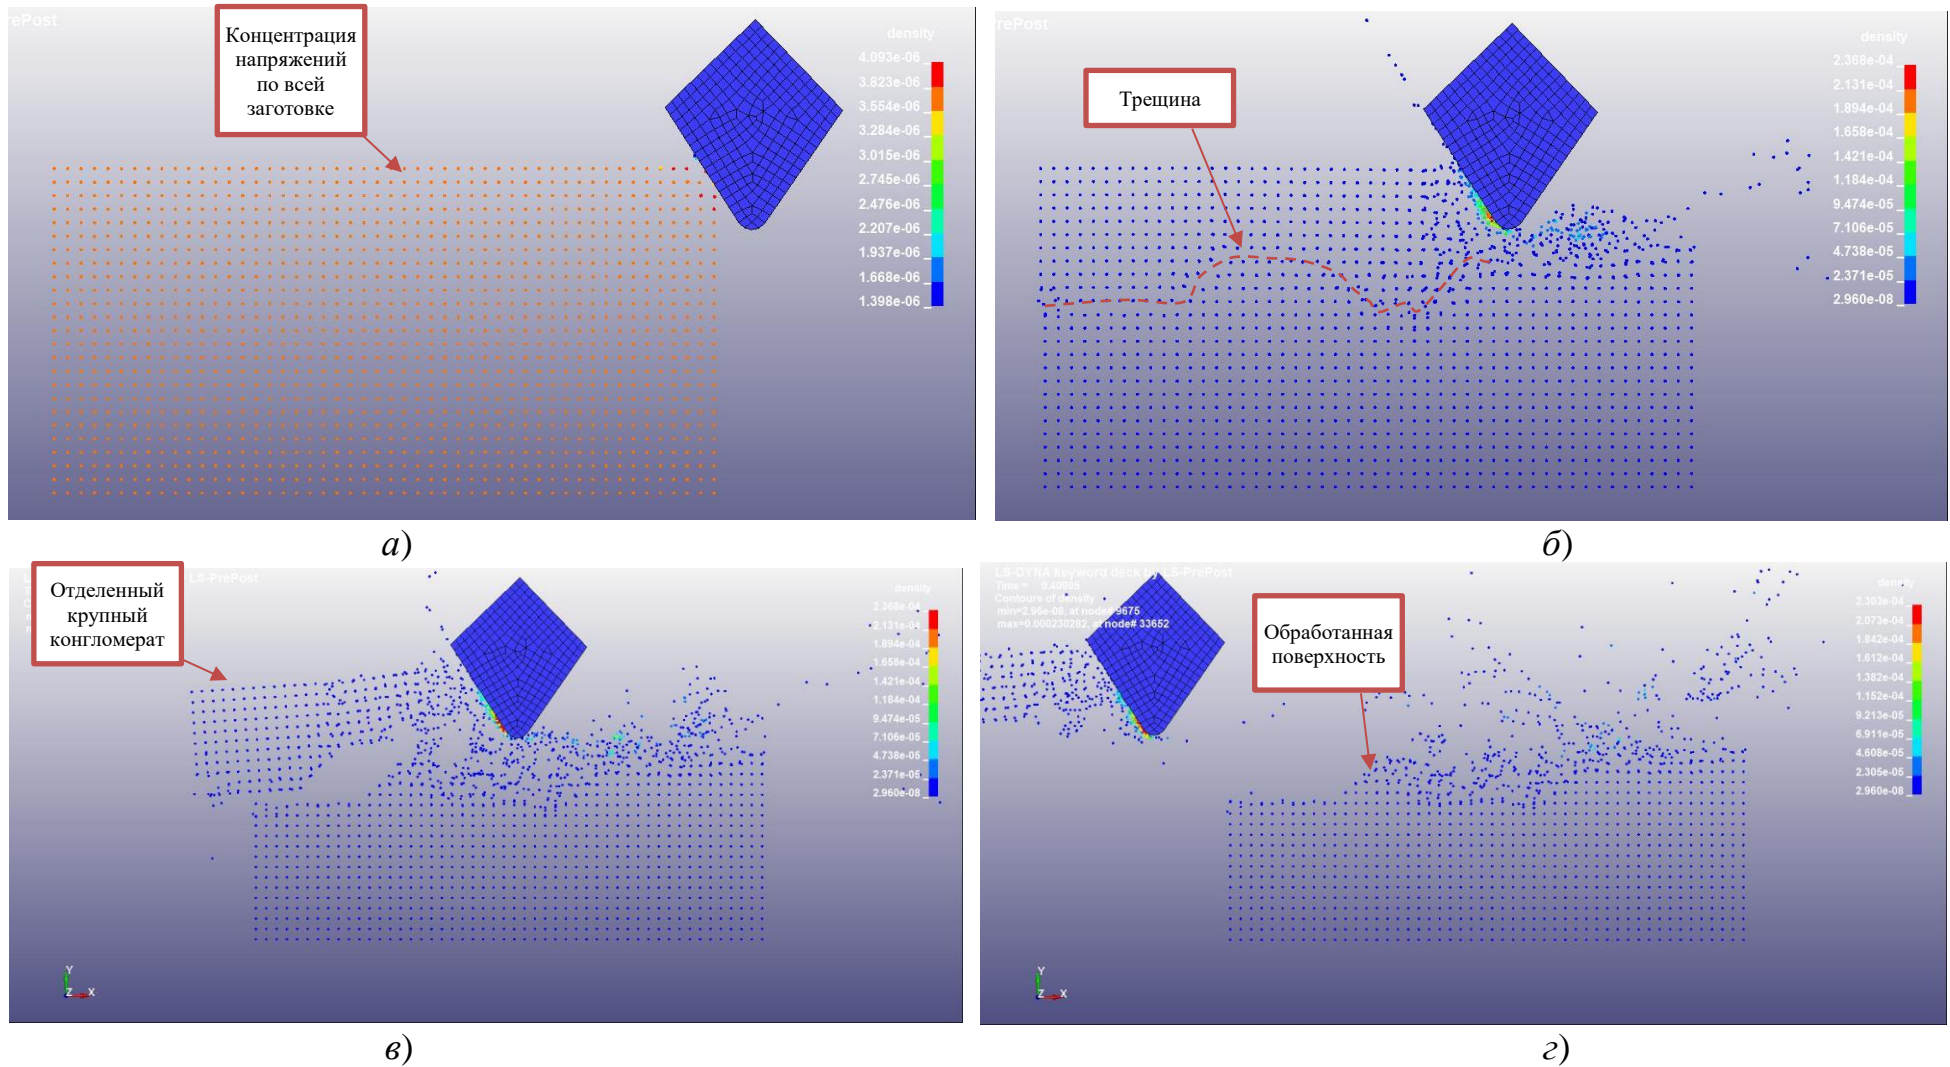 rePost
Концентрация
напряжений
по всей
заготовке
density
4.093e-06
3.823e-06
3.554e-06
3.284e-06
3.015e-06
2.745e-06
2.476e-06
2.207e-06
1.937e-06
1.668e-06
1.398e-06
а)
rePost
Трещина
density
2.368e-04
2.131e-04
1.894e-04
1.658e-04
1.421e-04
1.184e-04
9.474e-05
7.106e-05
4.738e-05
2.371e-05
2.960e-08
б)
LS-PrePost
Отделенный
крупный
конгломерат
density
2.368e-04
2.131e-04
1.894e-04
1.658e-04
1.421e-04
1.184e-04
9.474e-05
7.106e-05
4.738e-05
2.371e-05
2.960e-08
Y
Z X
в)
LS-DYNA keyword deck by LS-PrePost
Time = 0.40905
Contours of density
min=2.96e-08, at node# 9675
max=0.000230282, at node# 33652
Обработанная
поверхность
density
2.303e-04
2.073e-04
1.842e-04
1.612e-04
1.382e-04
1.152e-04
9.213e-05
6.911e-05
4.608e-05
2.305e-05
2.960e-08
Y
Z X
г)